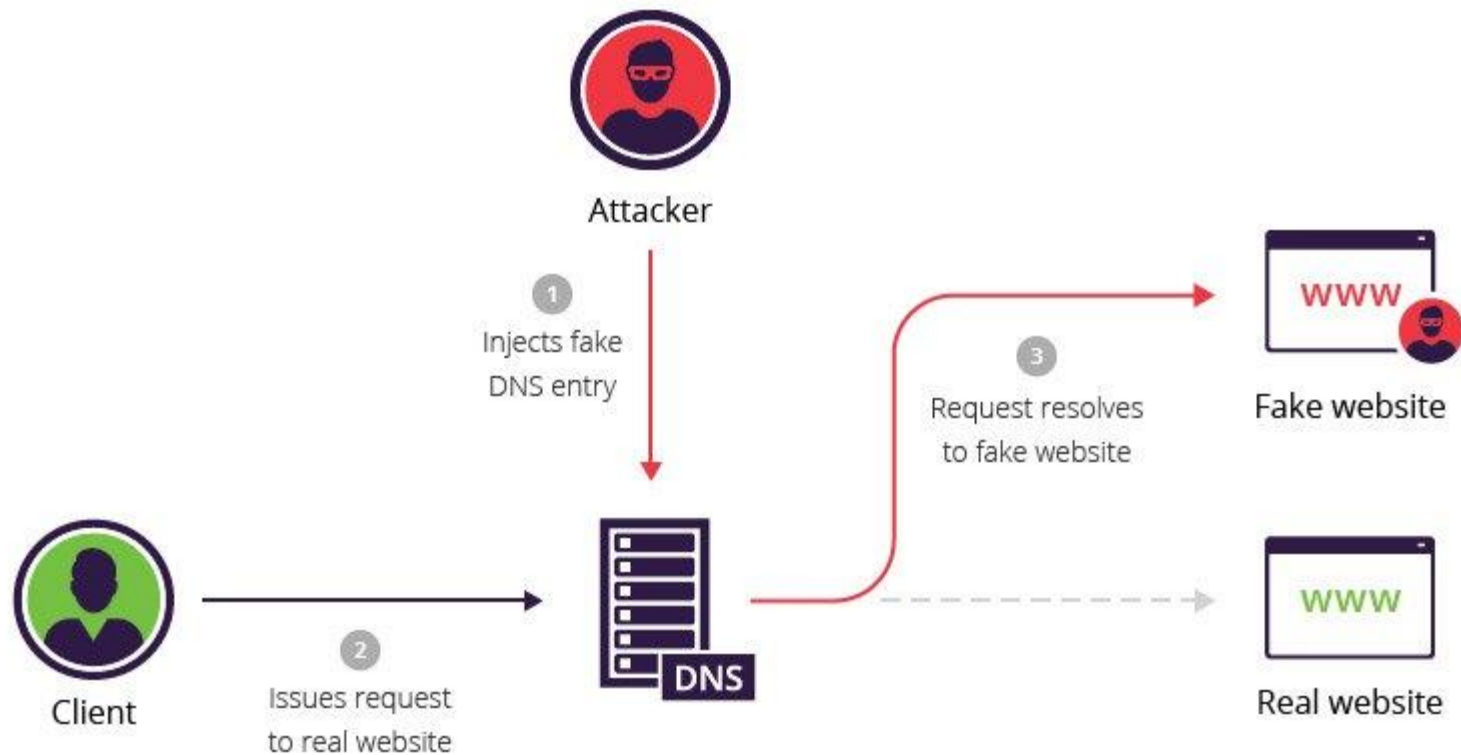 Attacker
1
Injects fake
DNS entry
www
3
Request resolves
to fake website
Fake website
DNS
www
Client
2
Issues request
to real website
Real website